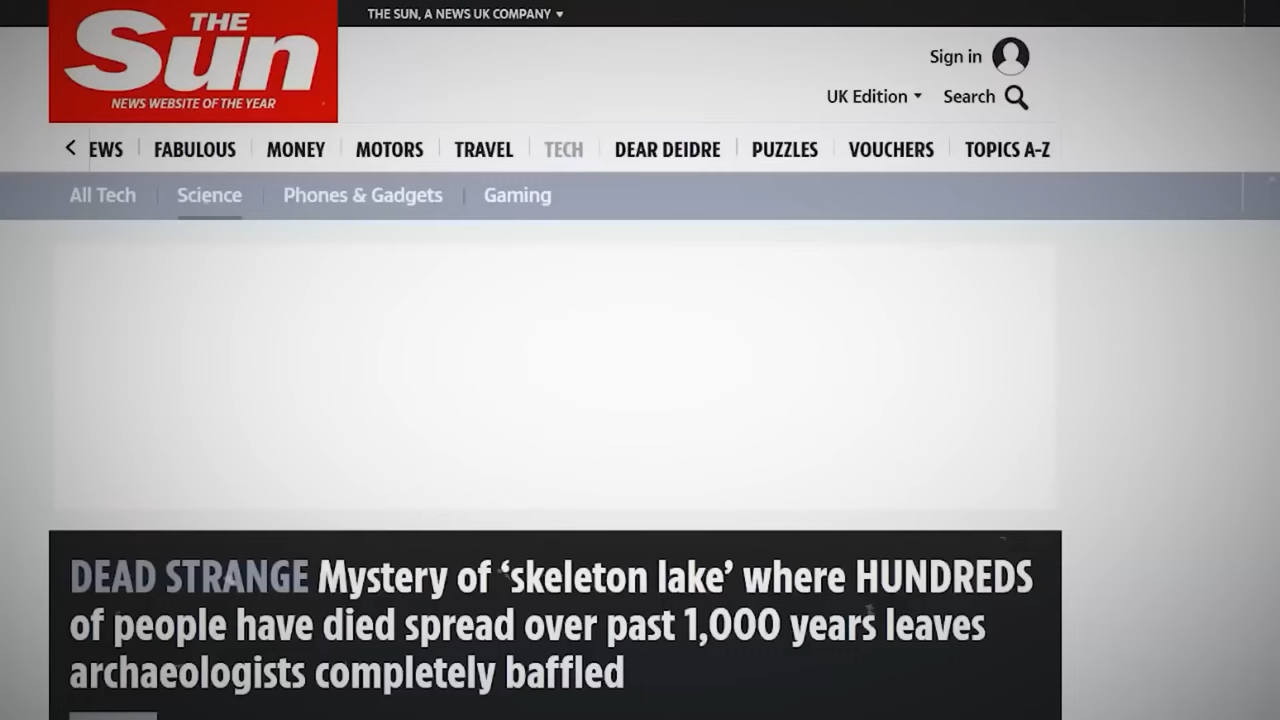 THE SUN, A NEWS UK COMPANY
THE
Sun
NEWS WEBSITE OF THE YEAR
Sign in
UK Edition
Search
EWS FABULOUS MONEY MOTORS TRAVEL TECH DEAR DEIDRE PUZZLES VOUCHERS TOPICS A-Z
All Tech Science Phones & Gadgets Gaming
DEAD STRANGE Mystery of ‘skeleton lake’ where HUNDREDS
of people have died spread over past 1,000 years leaves
archaeologists completely baffled